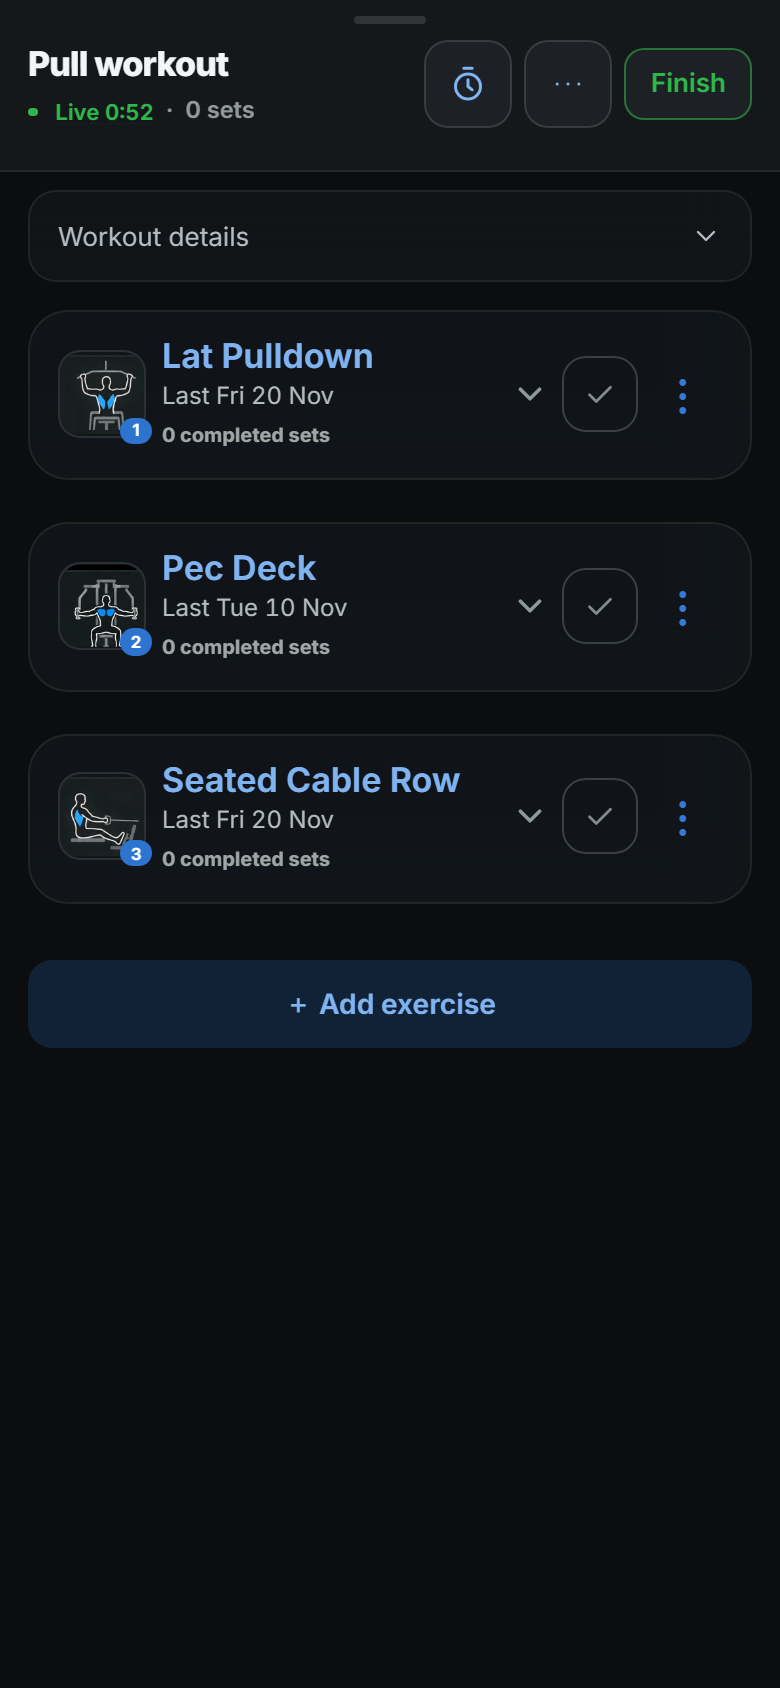 Pull workout
Live 0:52 · 0 sets
...
Finish
Workout details
Lat Pulldown
Last Fri 20 Nov
0 completed sets
1
Pec Deck
Last Tue 10 Nov
0 completed sets
2
Seated Cable Row
Last Fri 20 Nov
0 completed sets
3
+ Add exercise